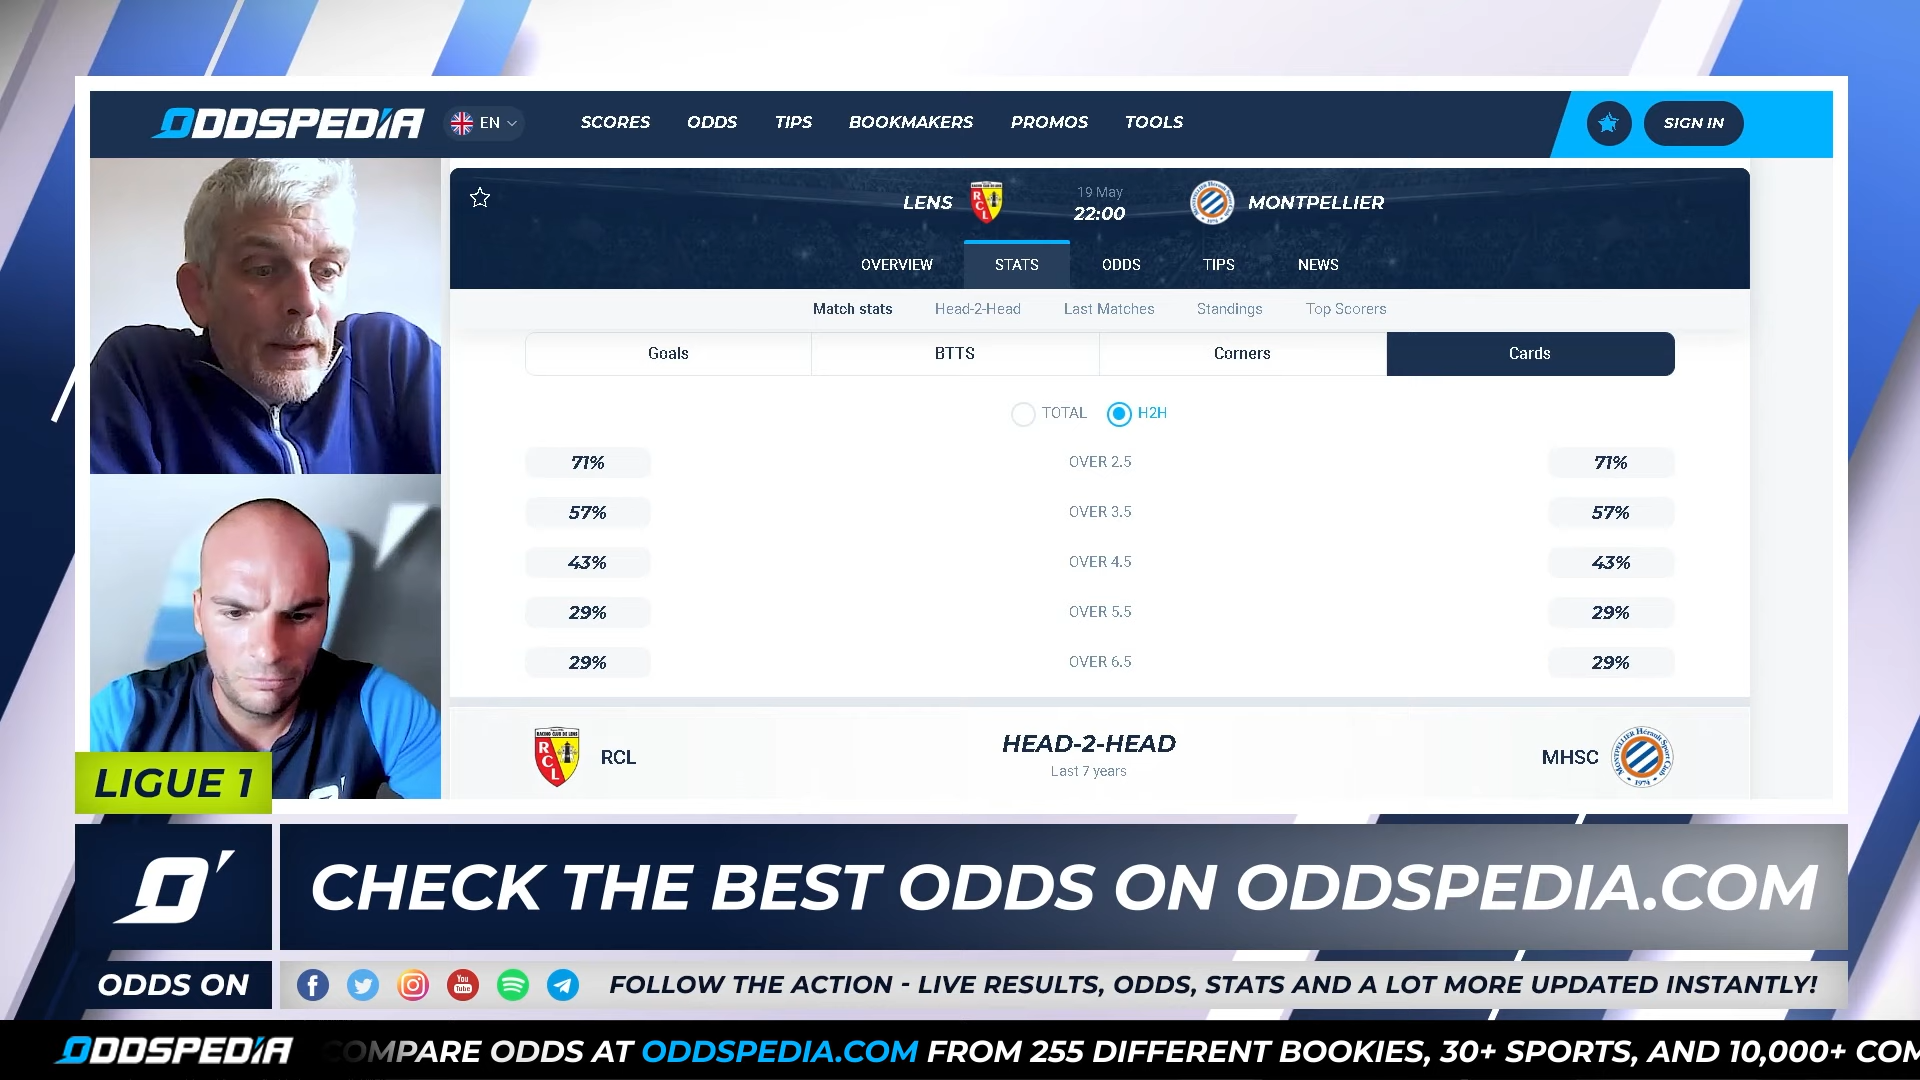 ODDSPEDIA
EN
SCORES ODDS TIPS BOOKMAKERS PROMOS TOOLS
SIGN IN
LENS
19 May
22:00
MONTPELLIER
OVERVIEW STATS ODDS TIPS NEWS
Match stats Head-2-Head Last Matches Standings Top Scorers
Goals BTTS Corners Cards
TOTAL H2H
71% OVER 2.5 71%
57% OVER 3.5 57%
43% OVER 4.5 43%
29% OVER 5.5 29%
29% OVER 6.5 29%
RCL
HEAD-2-HEAD
Last 7 years
MHSC
LIGUE 1
CHECK THE BEST ODDS ON ODDSPEDIA.COM
ODDS ON
FOLLOW THE ACTION - LIVE RESULTS, ODDS, STATS AND A LOT MORE UPDATED INSTANTLY!
ODDSPEDIA
COMPARE ODDS AT ODDSPEDIA.COM FROM 255 DIFFERENT BOOKIES, 30+ SPORTS, AND 10,000+ COM